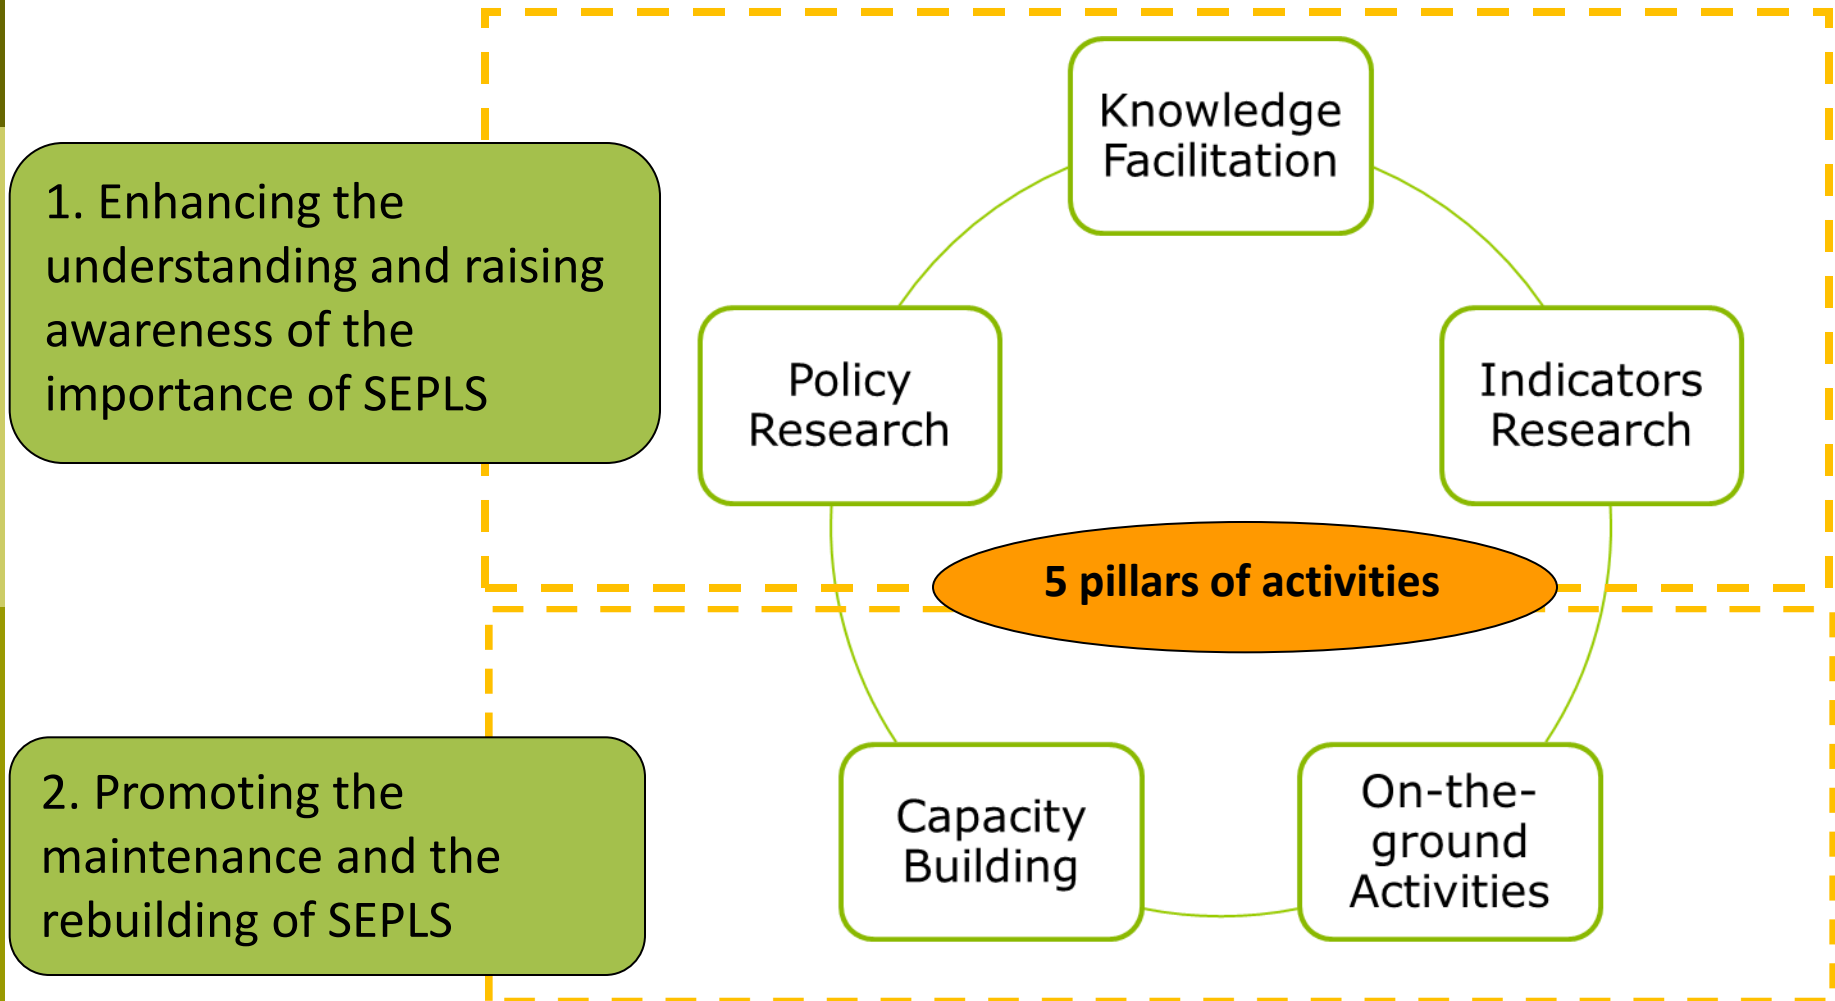 Knowledge
Facilitation
1. Enhancing the
understanding and raising
awareness of the
importance of SEPLS
Policy
Research
Indicators
Research
5 pillars of activities
2. Promoting the
maintenance and the
rebuilding of SEPLS
Capacity
Building
On-the-
ground
Activities